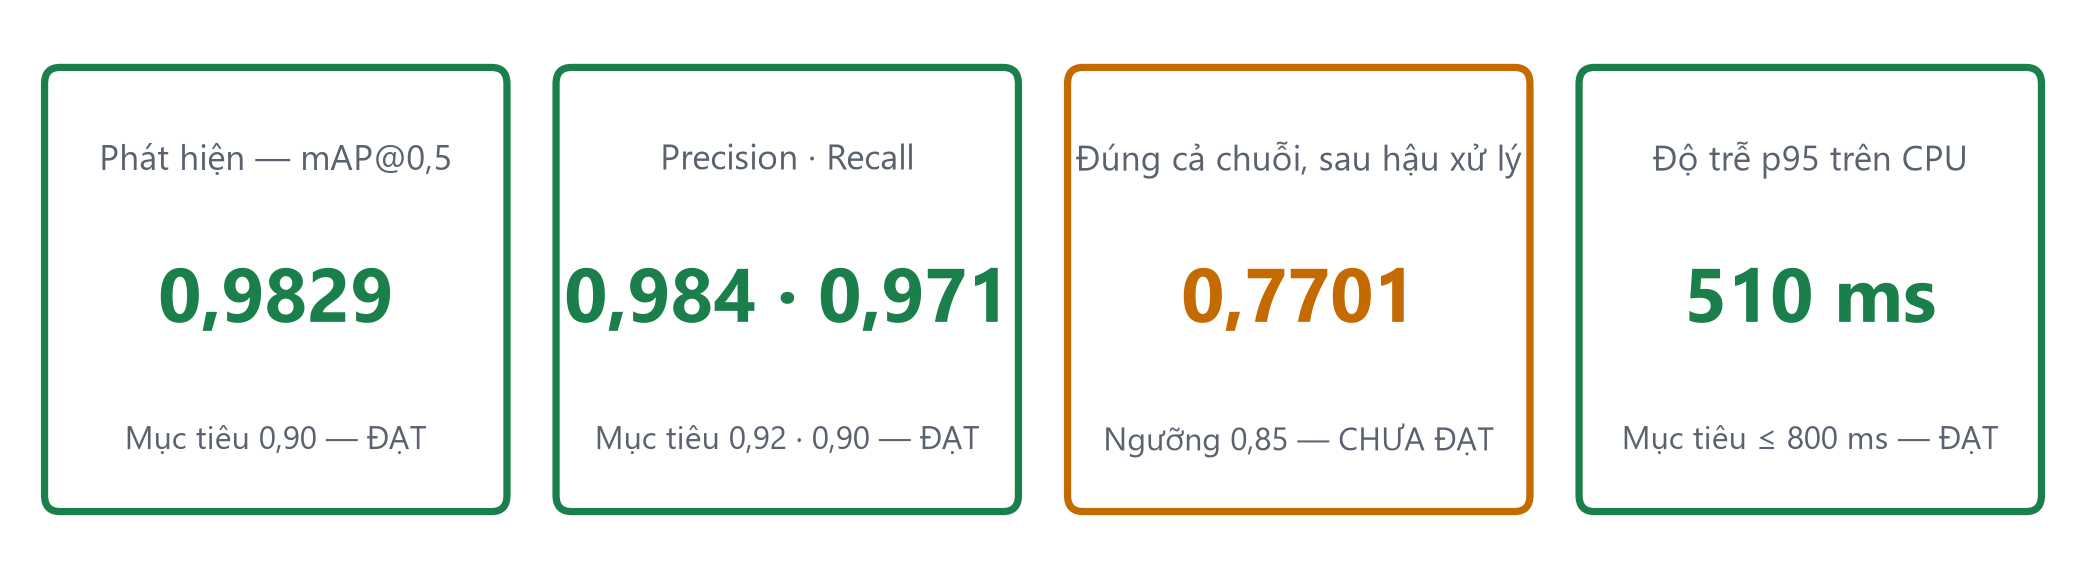 Phát hiện — mAP@0,5
0,9829
Mục tiêu 0,90 — ĐẠT
Precision · Recall
0,984 · 0,971
Mục tiêu 0,92 · 0,90 — ĐẠT
Đúng cả chuỗi, sau hậu xử lý
0,7701
Ngưỡng 0,85 — CHƯA ĐẠT
Độ trễ p95 trên CPU
510 ms
Mục tiêu ≤ 800 ms — ĐẠT